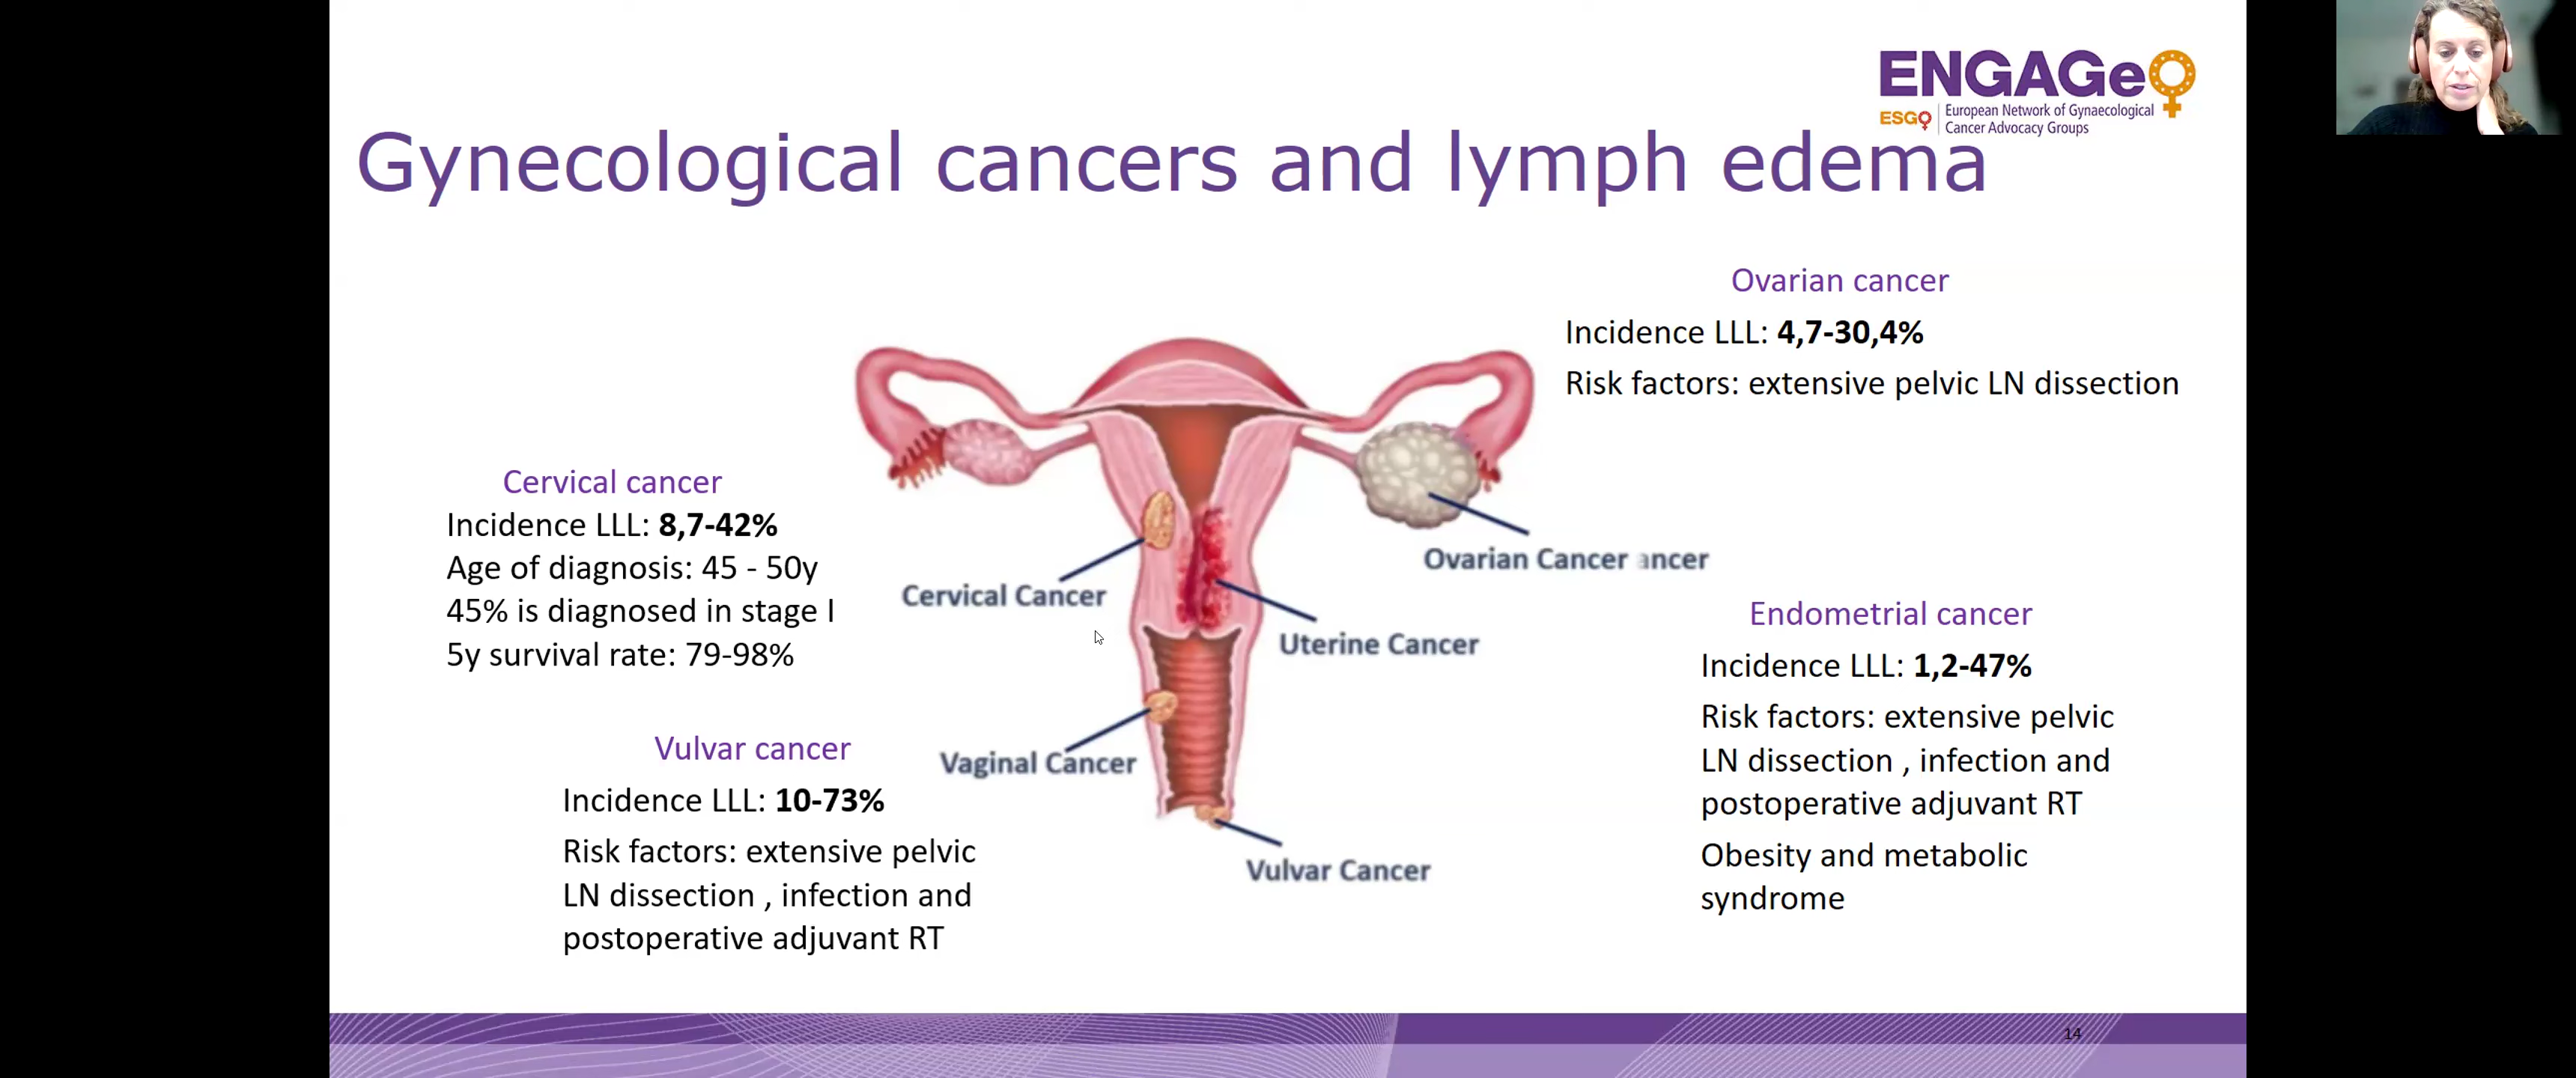 ENGAGe
ESGO
European Network of Gynaecological
Cancer Advocacy Groups
Gynecological cancers and lymph edema
Ovarian cancer
Incidence LLL: 4,7-30,4%
Risk factors: extensive pelvic LN dissection
Cervical cancer
Incidence LLL: 8,7-42%
Age of diagnosis: 45 - 50y
45% is diagnosed in stage I
5y survival rate: 79-98%
Ovarian Cancer ancer
Cervical Cancer
Uterine Cancer
Endometrial cancer
Incidence LLL: 1,2-47%
Risk factors: extensive pelvic
LN dissection , infection and
postoperative adjuvant RT
Obesity and metabolic
syndrome
Vaginal Cancer
Vulvar cancer
Incidence LLL: 10-73%
Risk factors: extensive pelvic
LN dissection , infection and
postoperative adjuvant RT
Vulvar Cancer
14